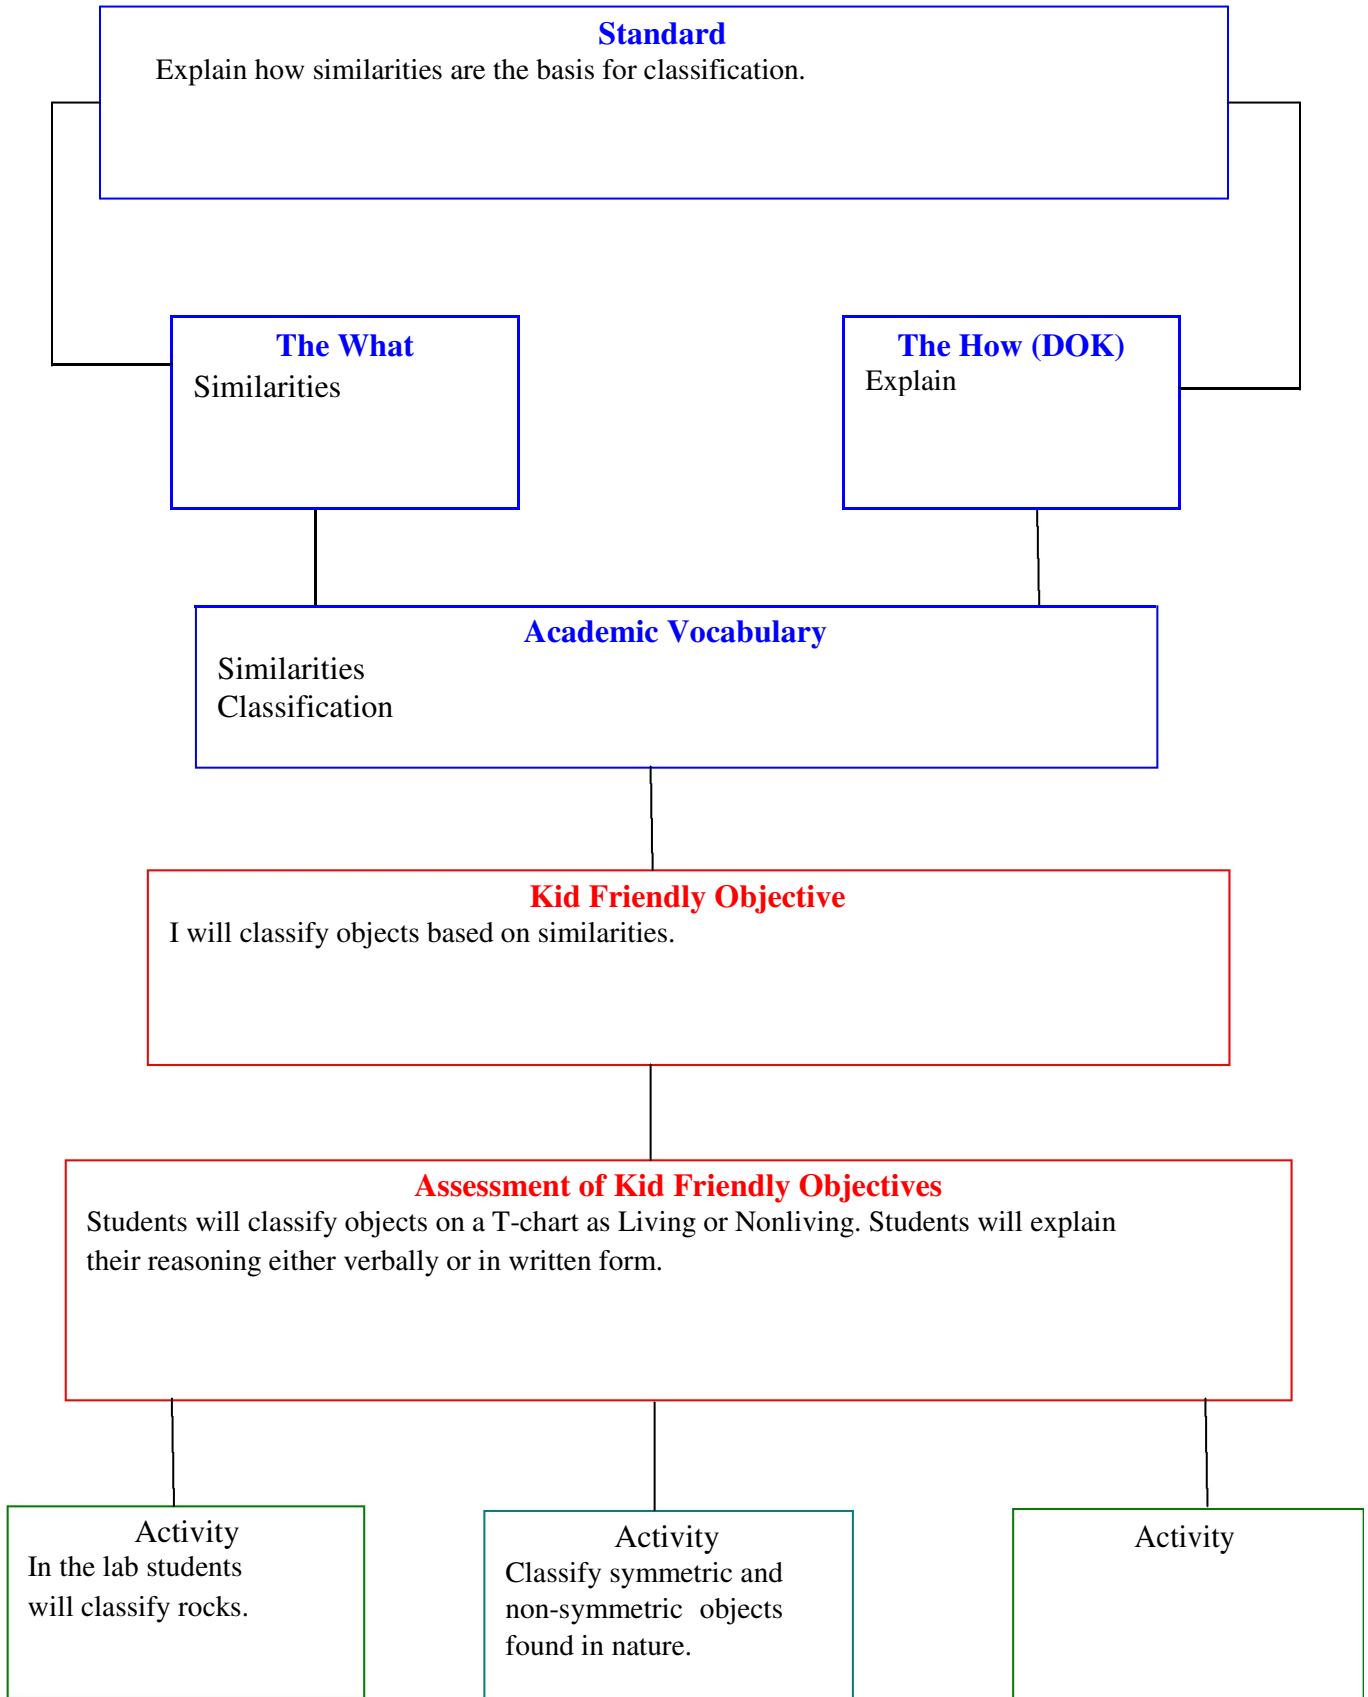 Standard
Explain how similarities are the basis for classification.
The What
Similarities
The How (DOK)
Explain
Academic Vocabulary
Similarities
Classification
Kid Friendly Objective
I will classify objects based on similarities.
Assessment of Kid Friendly Objectives
Students will classify objects on a T-chart as Living or Nonliving. Students will explain
their reasoning either verbally or in written form.
Activity
In the lab students
will classify rocks.
Activity
Classify symmetric and
non-symmetric objects
found in nature.
Activity